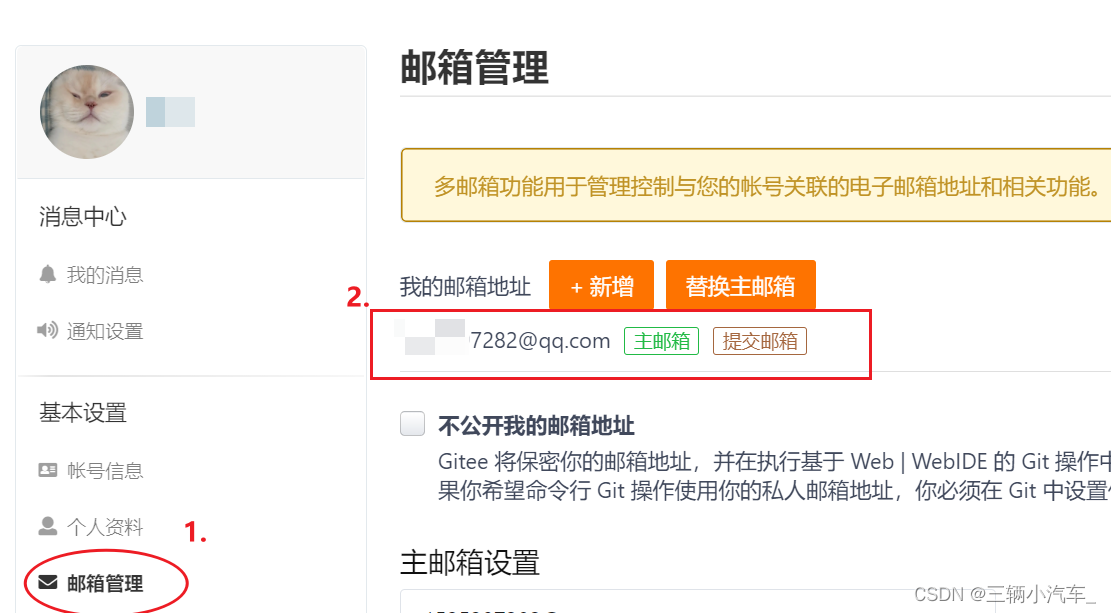 邮箱管理
多邮箱功能用于管理控制与您的帐号关联的电子邮箱地址和相关功能。
消息中心
我的消息
通知设置
基本设置
帐号信息
个人资料
1.
邮箱管理
我的邮箱地址 + 新增 替换主邮箱
2.
7282@qq.com 主邮箱 提交邮箱
不公开我的邮箱地址
Gitee 将保密你的邮箱地址，并在执行基于 Web | WebIDE 的 Git 操作中
果你希望命令行 Git 操作使用你的私人邮箱地址，你必须在 Git 中设置
主邮箱设置
CSDN @三辆小汽车_